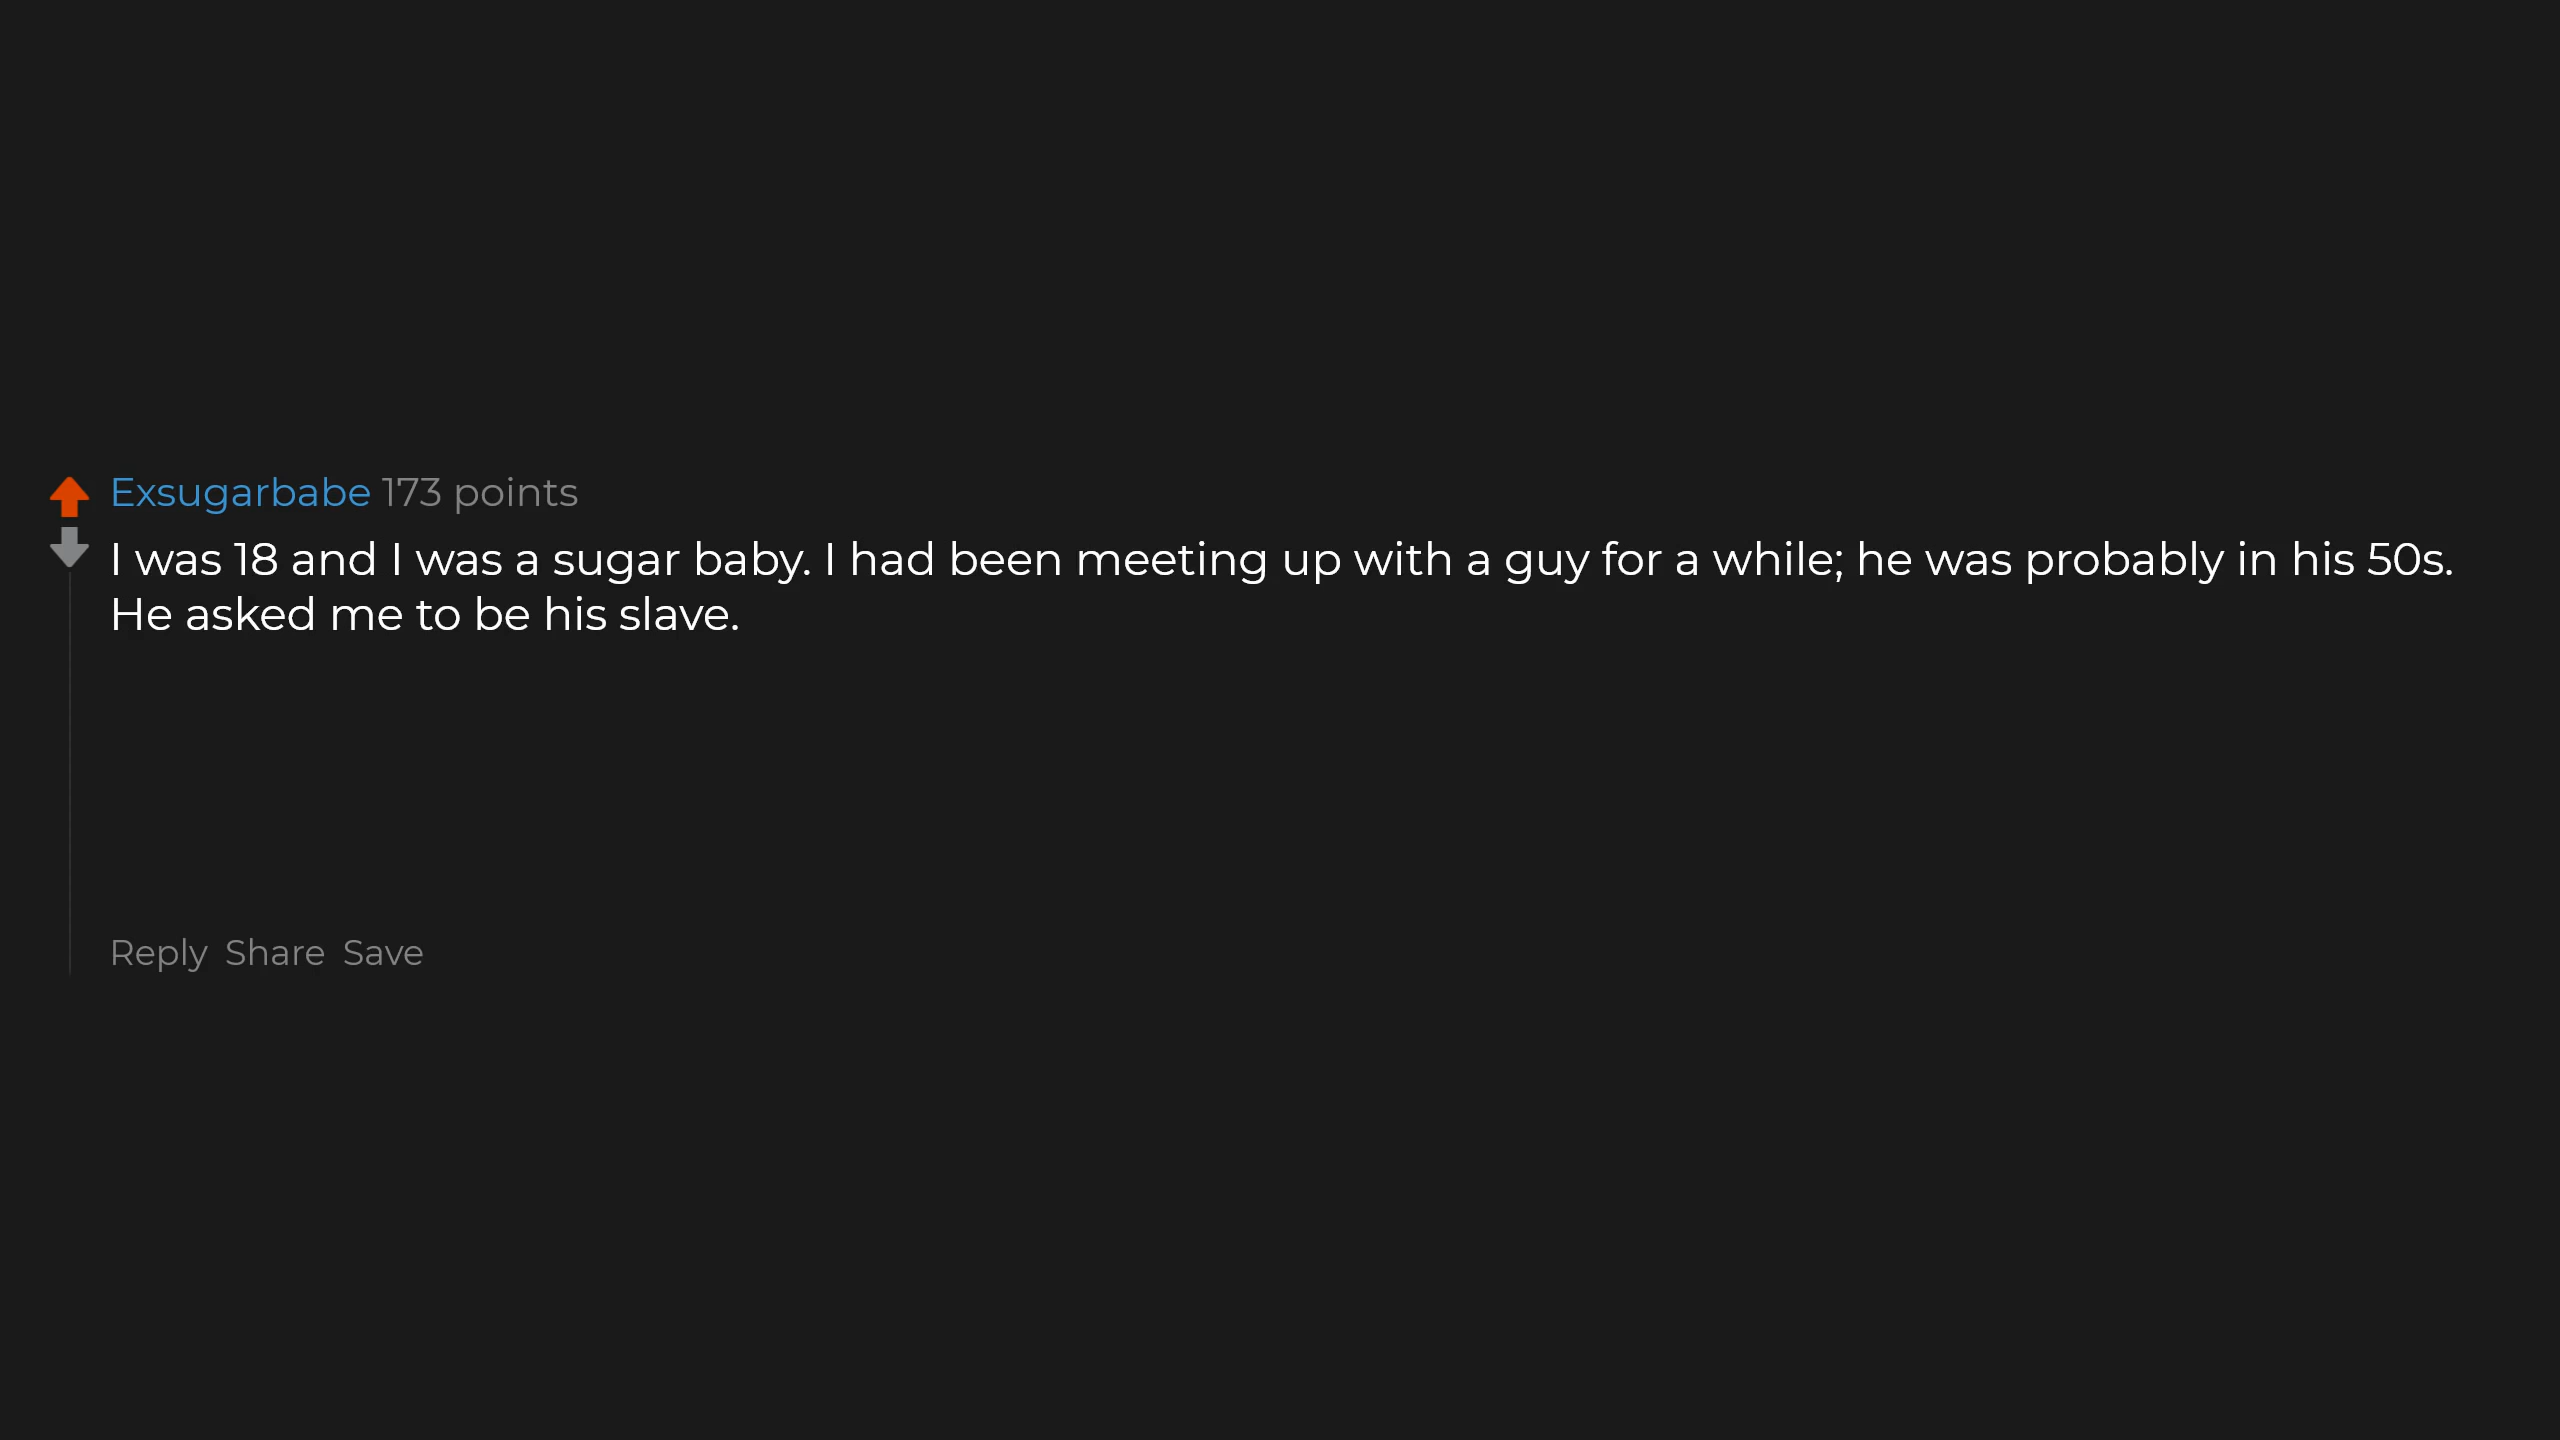 Exsugarbabe 173 points
I was 18 and I was a sugar baby. I had been meeting up with a guy for a while; he was probably in his 50s.
He asked me to be his slave.
Reply Share Save